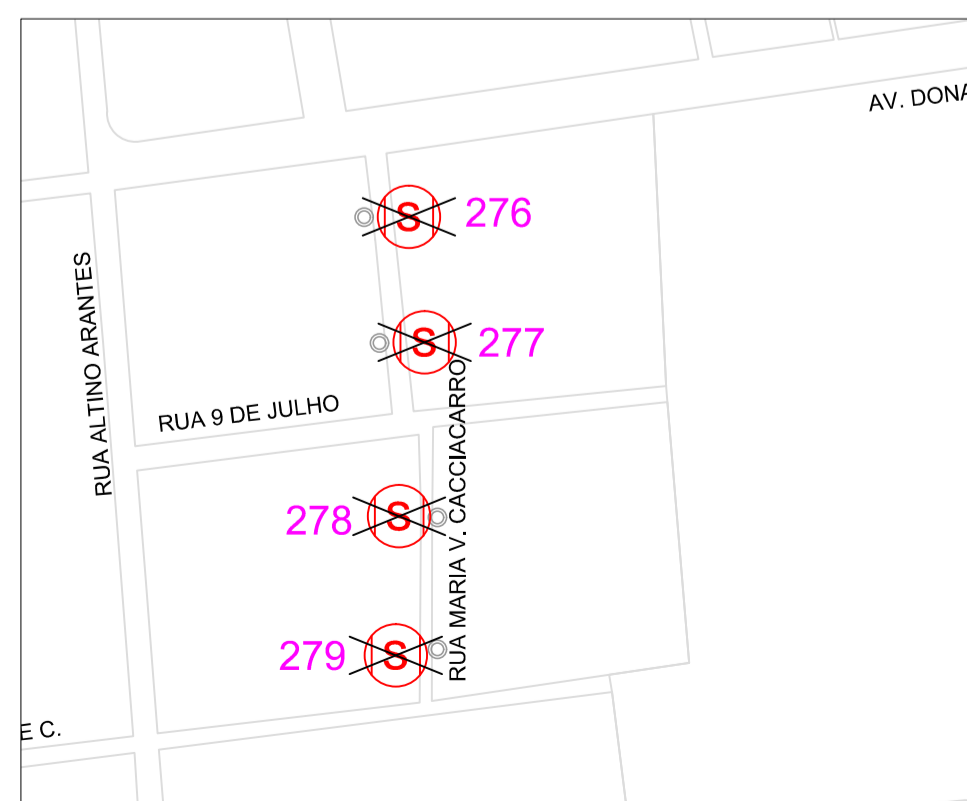 AV. DONA
S 276
S 277
RUA ALTINO ARANTES
RUA 9 DE JULHO
RUA MARIA V. CACCIACARRO
278 S
279 S
E C.